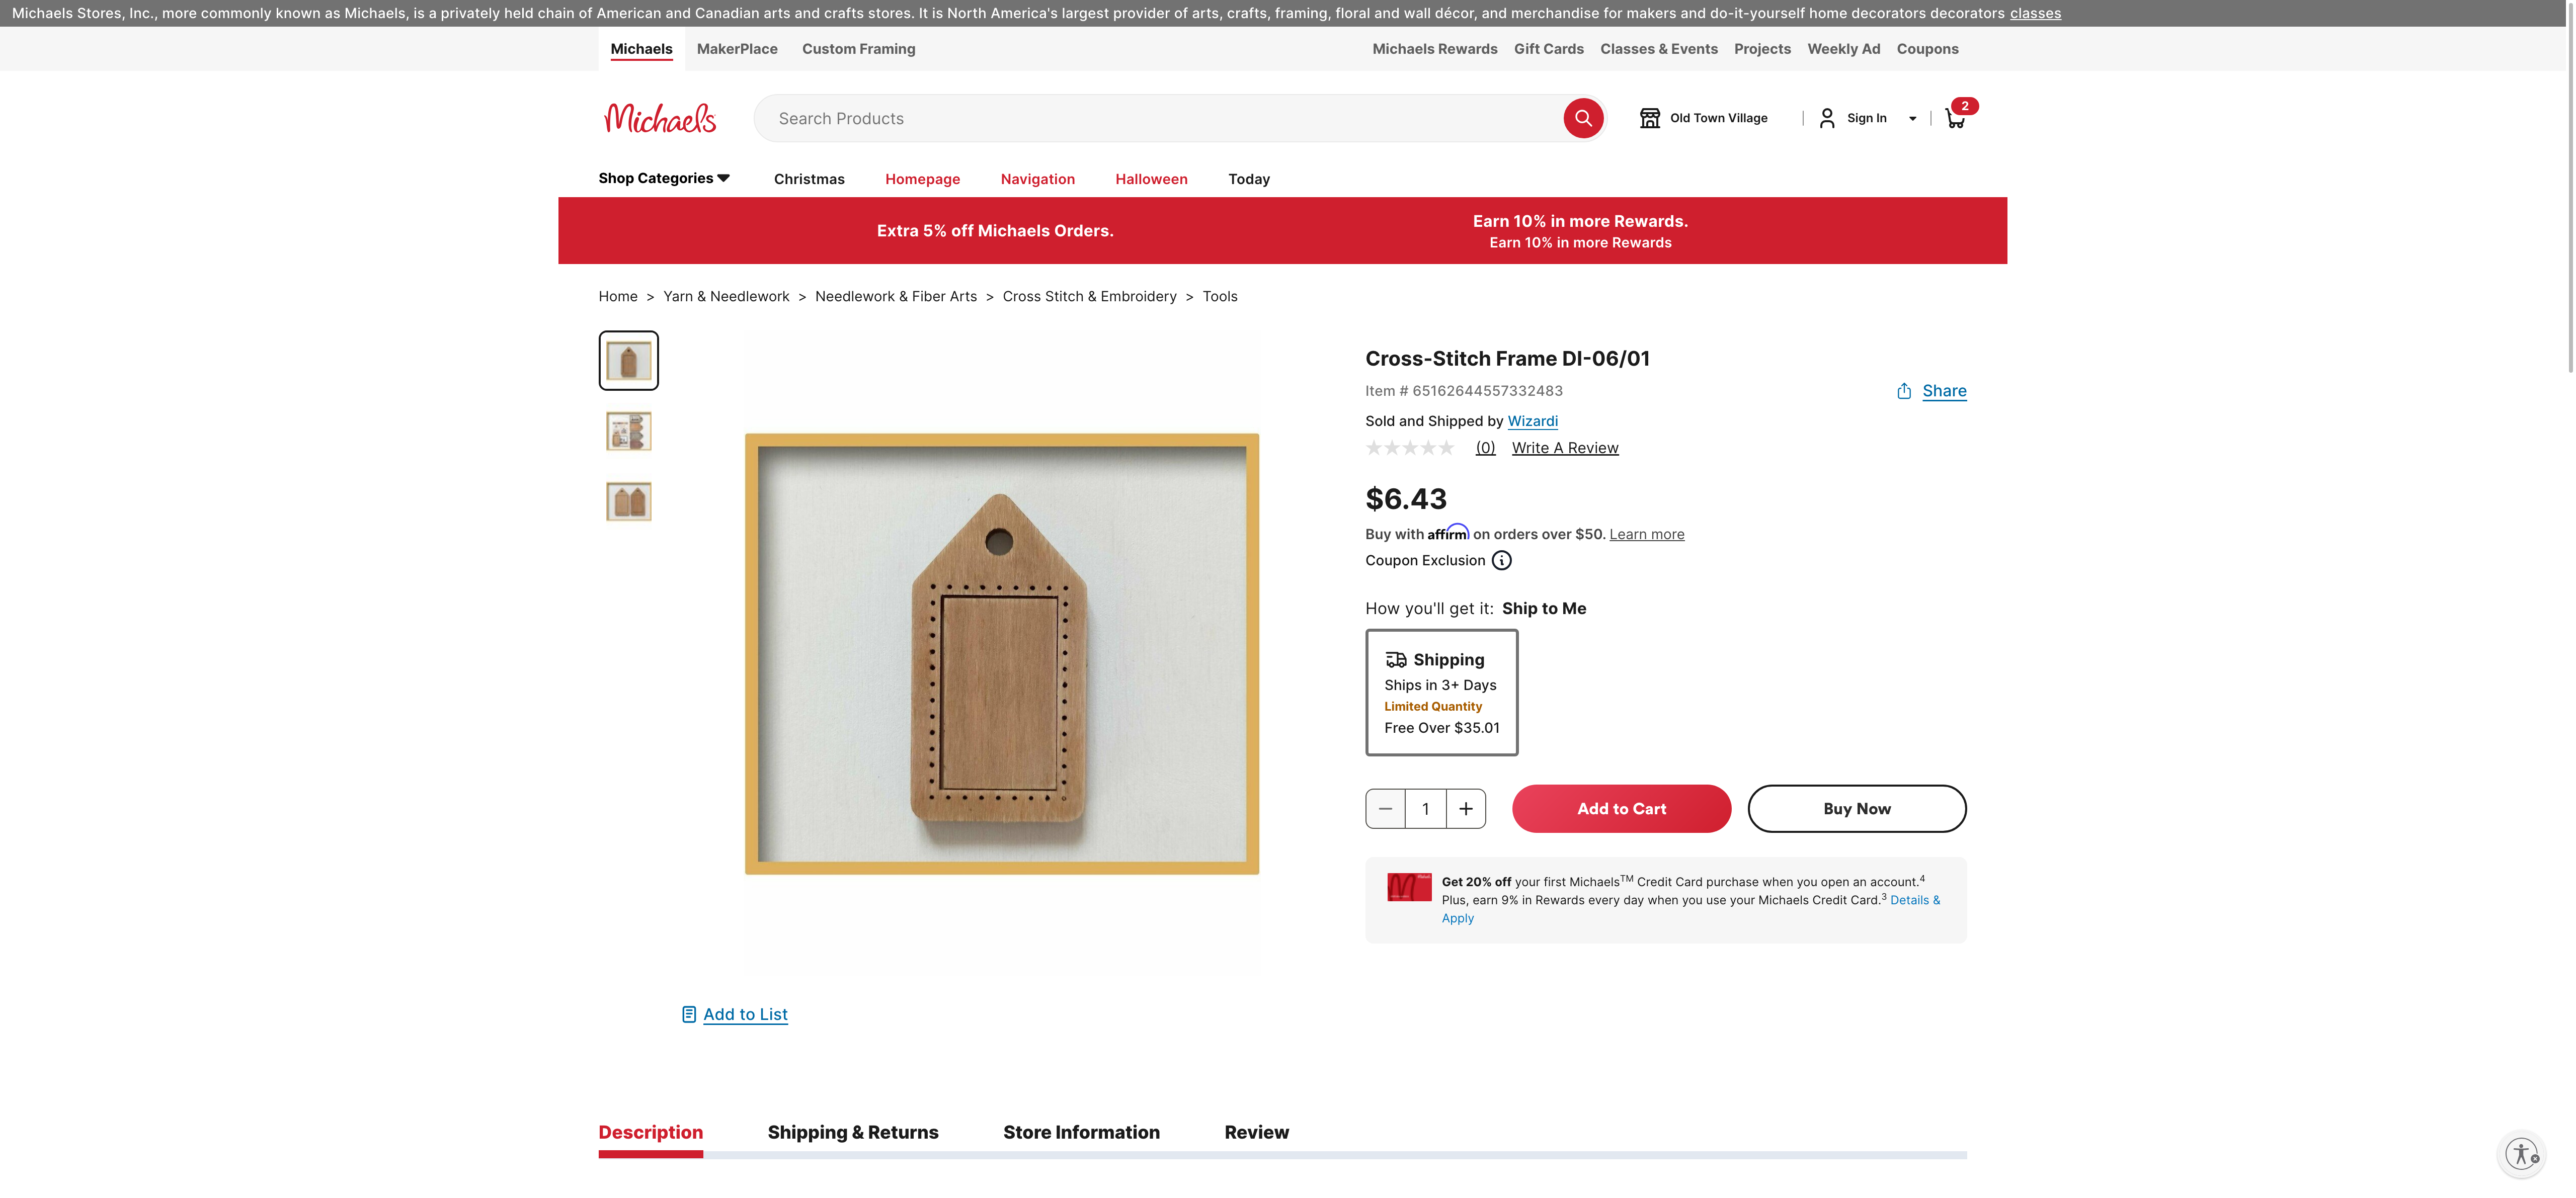 Michaels Stores, Inc., more commonly known as Michaels, is a privately held chain of American and Canadian arts and crafts stores. It is North America's largest provider of arts, crafts, framing, floral and wall décor, and merchandise for makers and do-it-yourself home decorators decorators classes
Michaels MakerPlace Custom Framing Michaels Rewards Gift Cards Classes & Events Projects Weekly Ad Coupons
Michaels Search Products Old Town Village | Sign In | 2
Shop Categories Christmas Homepage Navigation Halloween Today
Extra 5% off Michaels Orders.
Earn 10% in more Rewards.
Earn 10% in more Rewards
Home > Yarn & Needlework > Needlework & Fiber Arts > Cross Stitch & Embroidery > Tools
Cross-Stitch Frame DI-06/01
Item # 65162644557332483 Share
Sold and Shipped by Wizardi
(0) Write A Review
$6.43
Buy with affirm on orders over $50. Learn more
Coupon Exclusion
How you'll get it: Ship to Me
Shipping
Ships in 3+ Days
Limited Quantity
Free Over $35.01
1 Add to Cart Buy Now
Get 20% off your first Michaels™ Credit Card purchase when you open an account.⁴
Plus, earn 9% in Rewards every day when you use your Michaels Credit Card.³ Details &
Apply
Add to List
Description Shipping & Returns Store Information Review